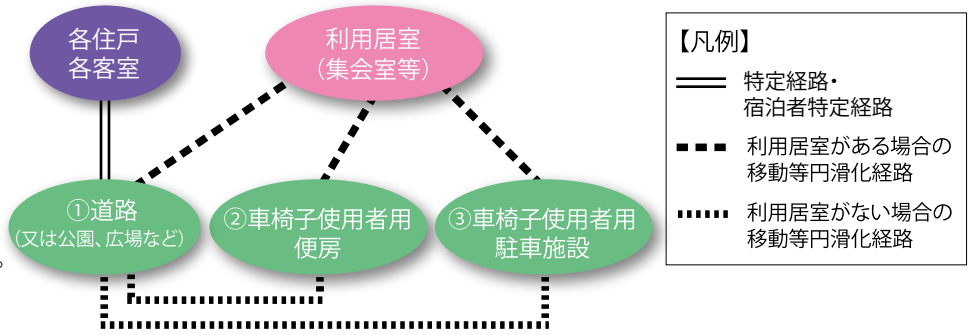 各住戸
各客室
利用居室
（集会室等）
①道路
（又は公園、広場など）
②車椅子使用者用
便房
③車椅子使用者用
駐車施設
。
【凡例】
特定経路・
宿泊者特定経路
利用居室がある場合の
移動等円滑化経路
利用居室がない場合の
移動等円滑化経路